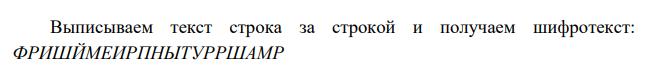 Выписываем текст строка за строкой и получаем шифротекст:
ФРИШЙМЕИРПНЫТУРРШАМР